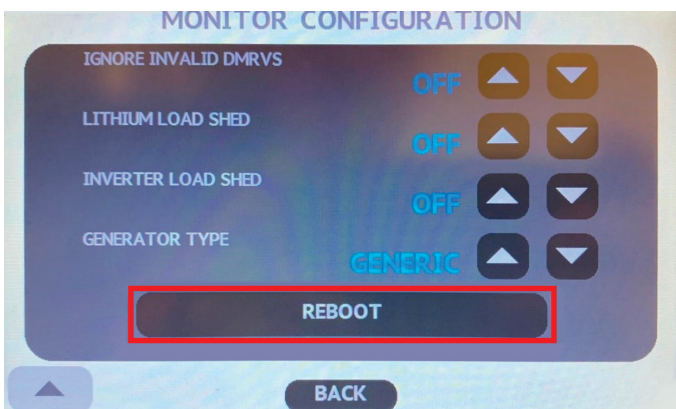 MONITOR CONFIGURATION
IGNORE INVALID DMRVS
OFF
LITHIUM LOAD SHED
OFF
INVERTER LOAD SHED
OFF
GENERATOR TYPE
GENERIC
REBOOT
BACK